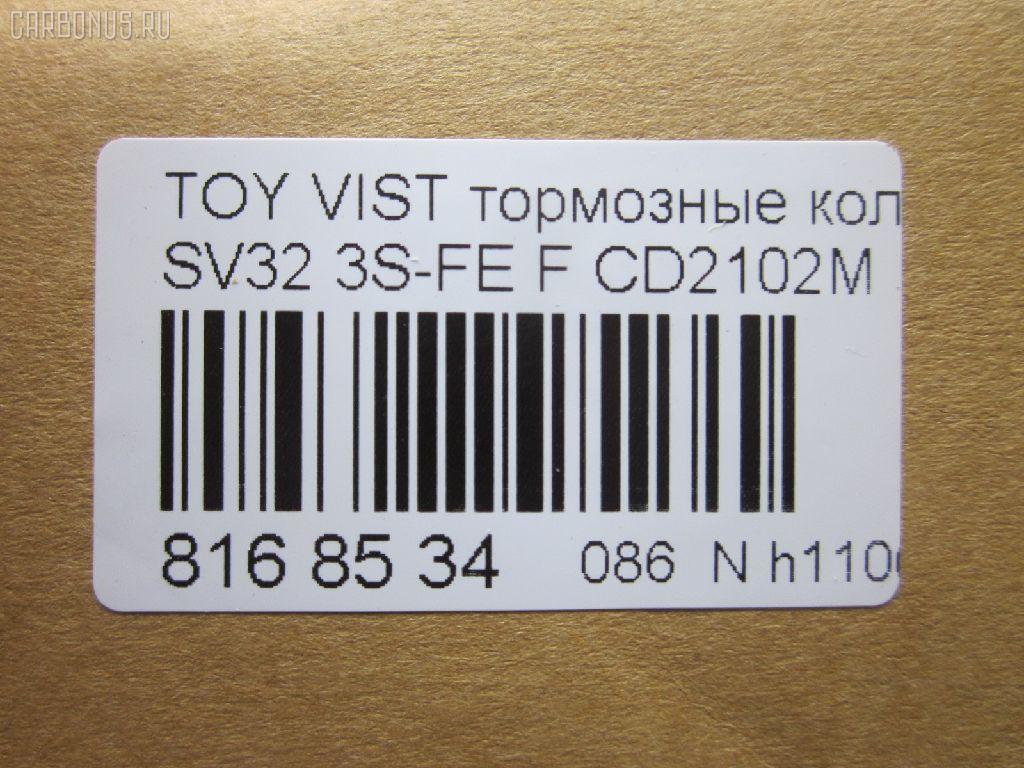 CARBONUS.RU
TOY VIST тормозные кол
SV32 3S-FE F CD2102M
816 85 34 086 N h110